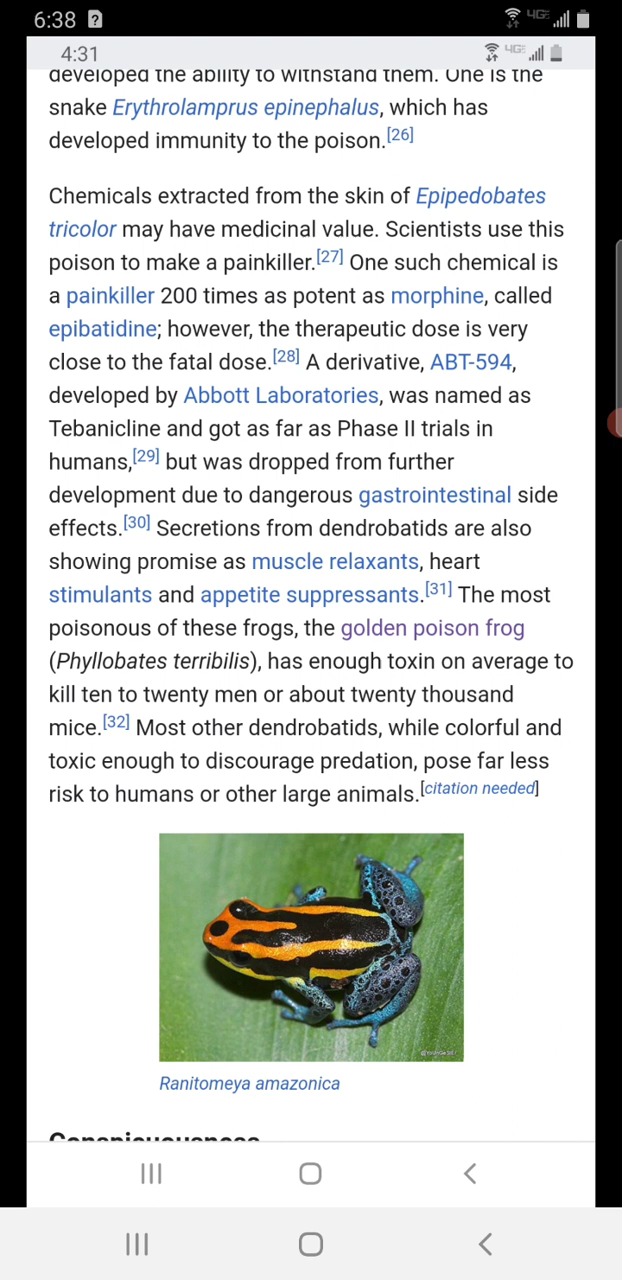 6:38
4GE
4:31
4GE
developed the ability to withstand them. One is the
snake Erythrolamprus epinephalus, which has
developed immunity to the poison.[26]
Chemicals extracted from the skin of Epipedobates
tricolor may have medicinal value. Scientists use this
poison to make a painkiller.[27] One such chemical is
a painkiller 200 times as potent as morphine, called
epibatidine; however, the therapeutic dose is very
close to the fatal dose.[28] A derivative, ABT-594,
developed by Abbott Laboratories, was named as
Tebanicline and got as far as Phase II trials in
humans,[29] but was dropped from further
development due to dangerous gastrointestinal side
effects.[30] Secretions from dendrobatids are also
showing promise as muscle relaxants, heart
stimulants and appetite suppressants.[31] The most
poisonous of these frogs, the golden poison frog
(Phyllobates terribilis), has enough toxin on average to
kill ten to twenty men or about twenty thousand
mice.[32] Most other dendrobatids, while colorful and
toxic enough to discourage predation, pose far less
risk to humans or other large animals.[citation needed]
Ranitomeya amazonica
Conspicuousness